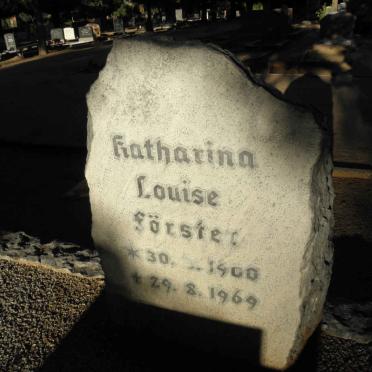 Katharina
Louise
Förster
* 30. 1900
✝ 29. 8. 1969